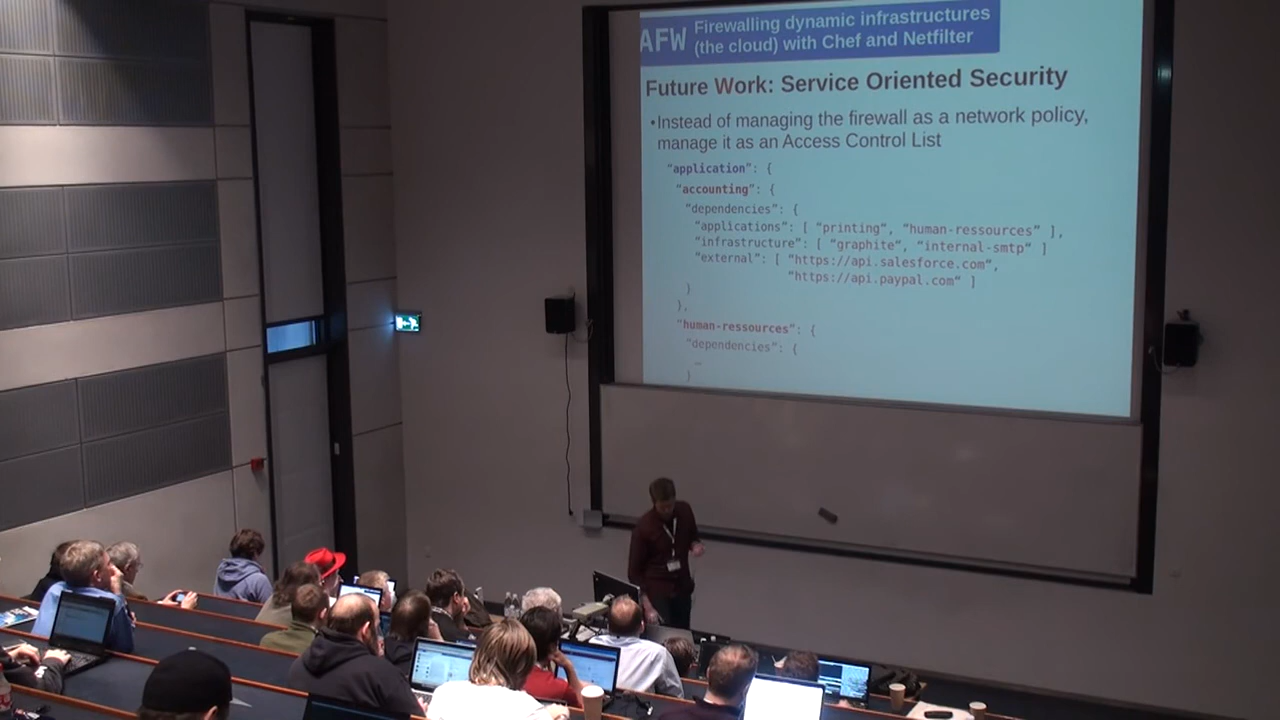 AFW
Firewalling dynamic infrastructures
(the cloud) with Chef and Netfilter
Future Work: Service Oriented Security
•Instead of managing the firewall as a network policy,
manage it as an Access Control List
"application": {
"accounting": {
"dependencies": {
"applications": [ "printing", "human-ressources" ],
"infrastructure": [ "graphite", "internal-smtp" ]
"external": [ "https://api.salesforce.com",
"https://api.paypal.com" ]
}
},
"human-ressources": {
"dependencies": {
…
}